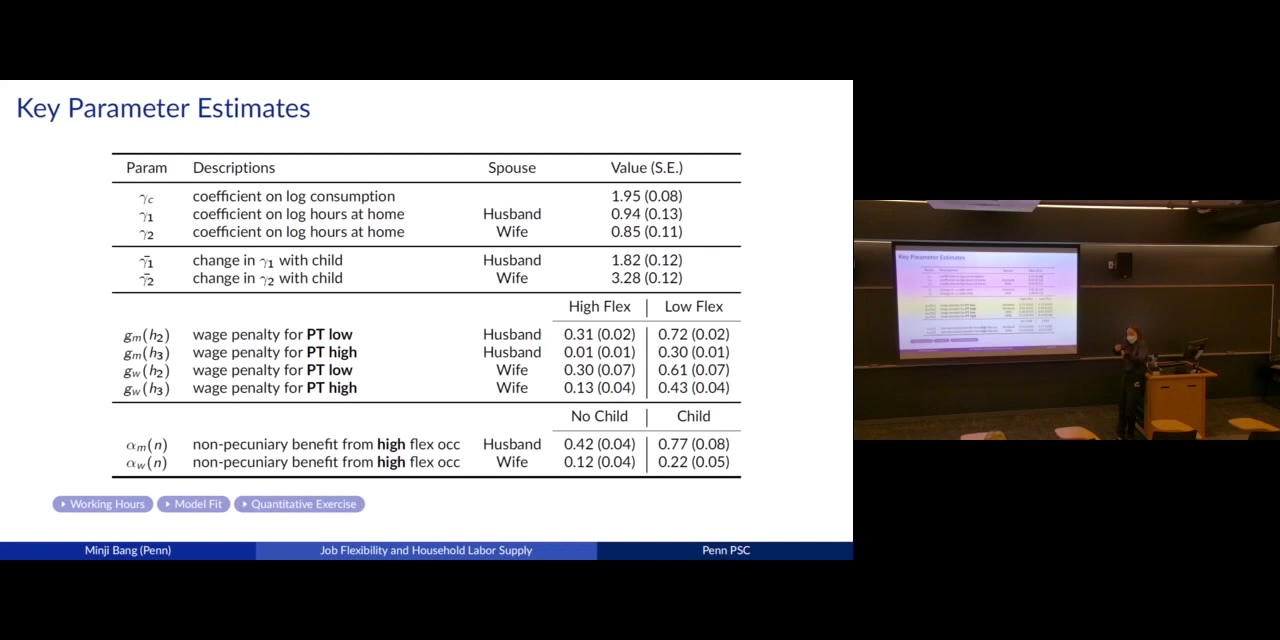 Key Parameter Estimates
Param Descriptions Spouse Value (S.E.)
γc coefficient on log consumption 1.95 (0.08)
γ1 coefficient on log hours at home Husband 0.94 (0.13)
γ2 coefficient on log hours at home Wife 0.85 (0.11)
γ̄1 change in γ1 with child Husband 1.82 (0.12)
γ̄2 change in γ2 with child Wife 3.28 (0.12)
High Flex Low Flex
gm(h2) wage penalty for PT low Husband 0.31 (0.02) 0.72 (0.02)
gm(h3) wage penalty for PT high Husband 0.01 (0.01) 0.30 (0.01)
gw(h2) wage penalty for PT low Wife 0.30 (0.07) 0.61 (0.07)
gw(h3) wage penalty for PT high Wife 0.13 (0.04) 0.43 (0.04)
No Child Child
αm(n) non-pecuniary benefit from high flex occ Husband 0.42 (0.04) 0.77 (0.08)
αw(n) non-pecuniary benefit from high flex occ Wife 0.12 (0.04) 0.22 (0.05)
Working Hours Model Fit Quantitative Exercise
Minji Bang (Penn) Job Flexibility and Household Labor Supply Penn PSC
Key Parameter Estimates